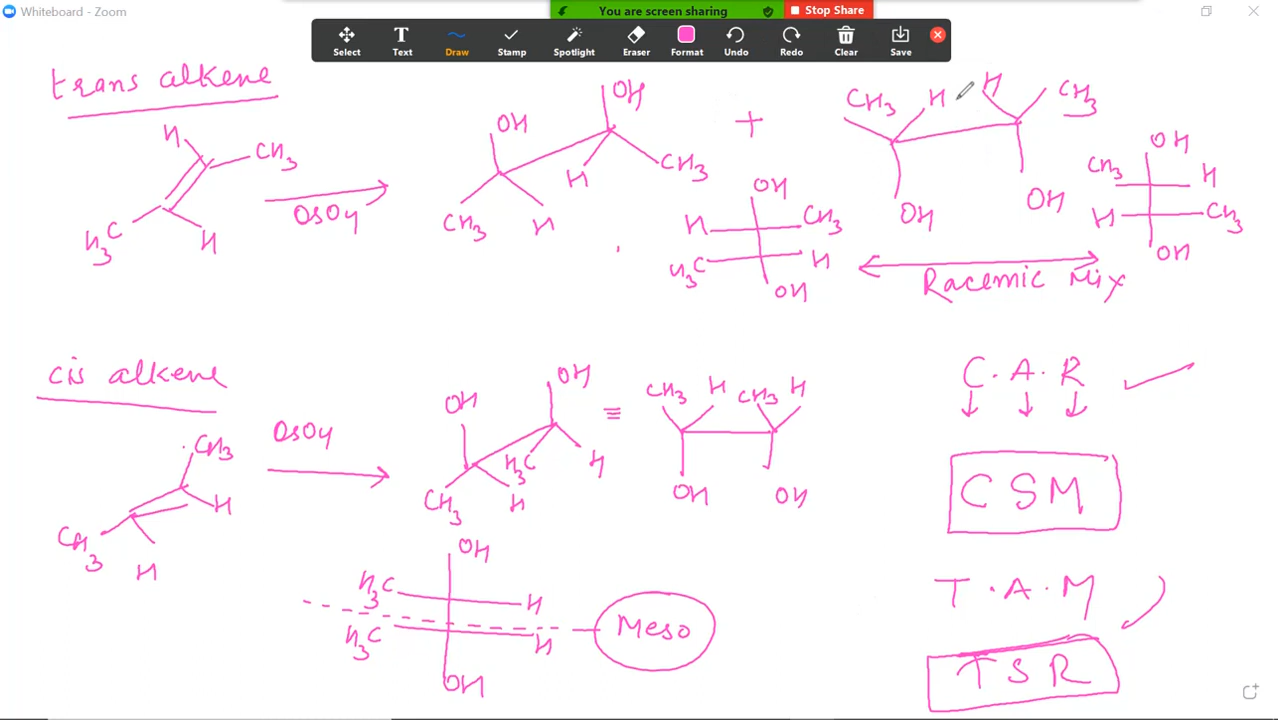 Whiteboard - Zoom
You are screen sharing
Stop Share
Select Text Draw Stamp Spotlight Eraser Format Undo Redo Clear Save
trans alkene
H
CH3
H3C
H
OsO4
OH
OH
CH3
H
H
CH3
+
CH3 H H CH3
OH OH
OH
H CH3
H3C H
OH
OH
CH3 H
H CH3
OH
Racemic Mix
cis alkene
CH3
H
CH3
H
OsO4
OH
OH
CH3
H
H3C
H
≡
CH3 H CH3 H
OH OH
OH
H3C H
H3C H
OH
Meso
C.A.R
CSM
T.A.M
TSR